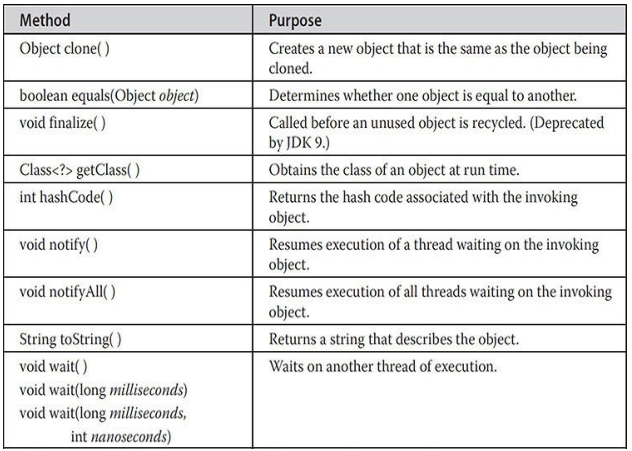 Method Purpose
Object clone( ) Creates a new object that is the same as the object being
cloned.
boolean equals(Object object) Determines whether one object is equal to another.
void finalize( ) Called before an unused object is recycled. (Deprecated
by JDK 9.)
Class<?> getClass( ) Obtains the class of an object at run time.
int hashCode( ) Returns the hash code associated with the invoking
object.
void notify( ) Resumes execution of a thread waiting on the invoking
object.
void notifyAll( ) Resumes execution of all threads waiting on the invoking
object.
String toString( ) Returns a string that describes the object.
void wait( ) Waits on another thread of execution.
void wait(long milliseconds)
void wait(long milliseconds,
int nanoseconds)